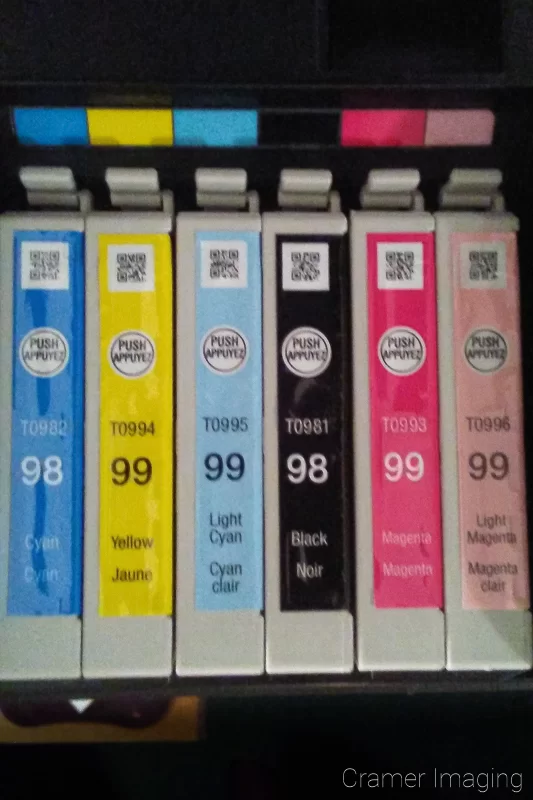 PUSH
APPUYEZ
T0982
98
Cyan
Cyan
PUSH
APPUYEZ
T0994
99
Yellow
Jaune
PUSH
APPUYEZ
T0995
99
Light
Cyan
Cyan
clair
PUSH
APPUYEZ
T0981
98
Black
Noir
PUSH
APPUYEZ
T0993
99
Magenta
Magenta
PUSH
APPUYEZ
T0996
99
Light
Magenta
Magenta
clair
Cramer Imaging